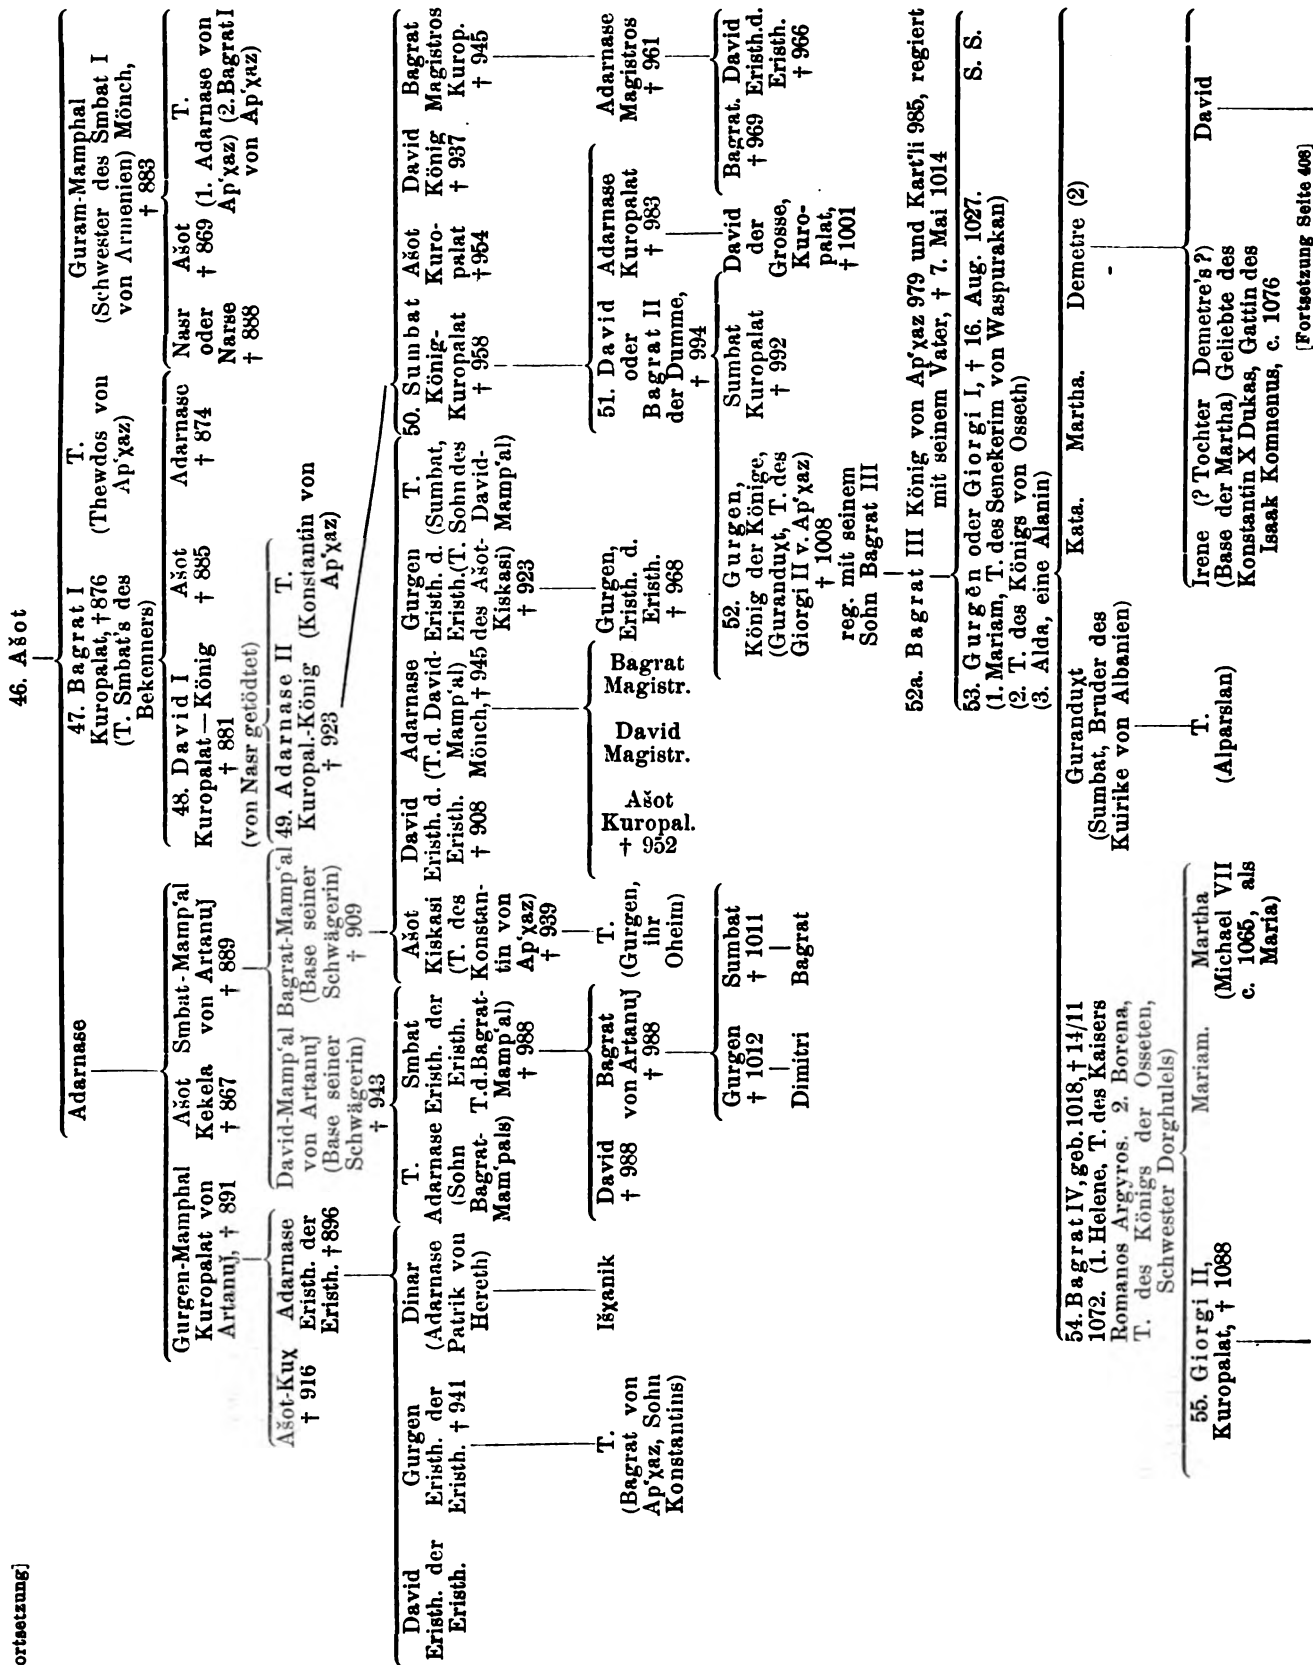 ortsetzung]
46. Ašot
Adarnase
47. Bagrat I
Kuropalat, † 876
(T. Smbat's des
Bekenners)
T.
(Thewdos von
Ap‘χaz)
Guram-Mamphal
(Schwester des Smbat I
von Armenien) Mönch,
† 883
Gurgen-Mamphal
Kuropalat von
Artanuǰ, † 891
Ašot
Kekela
† 867
Smbat-Mamp‘al
von Artanuǰ
† 889
48. David I
Kuropalat—König
† 881
(von Nasr getödtet)
Ašot
† 885
Adarnase
† 874
Nasr
oder
Narse
† 888
Ašot
† 869
T.
(1. Adarnase von
Ap‘χaz) (2. Bagrat I
von Ap‘χaz)
Ašot-Kuχ
† 916
Adarnase
Eristh. der
Eristh. † 896
David-Mamp‘al
von Artanuǰ
(Base seiner
Schwägerin)
† 943
Bagrat-Mamp‘al
(Base seiner
Schwägerin)
† 909
49. Adarnase II
Kuropal.-König
† 923
T.
(Konstantin von
Ap‘χaz)
David
Eristh. der
Eristh.
Gurgen
Eristh. der
Eristh. † 941
Dinar
(Adarnase
Patrik von
Hereth)
T.
Adarnase
(Sohn
Bagrat-
Mam‘pals)
Smbat
Eristh. der
Eristh.
T.d.Bagrat-
Mamp‘al)
† 988
Ašot
Kiskasi
(T. des
Konstan-
tin von
Ap‘χaz)
† 939
David
Eristh. d.
Eristh.
† 908
Adarnase
(T. d. David-
Mamp‘al)
Mönch, † 945
Gurgen
Eristh. d.
Eristh. (T.
des Ašot-
Kiskasi)
† 923
T.
(Sumbat,
Sohn des
David-
Mamp‘al)
50. Sumbat
König-
Kuropalat
† 958
Ašot
Kuro-
palat
† 954
David
König
† 937
Bagrat
Magistros
Kurop.
† 945
T.
(Bagrat von
Ap‘χaz, Sohn
Konstantins)
Išχanik
David
† 988
Bagrat
von Artanuǰ
† 988
T.
(Gurgen,
ihr
Oheim)
Ašot
Kuropal.
† 952
David
Magistr.
Bagrat
Magistr.
Gurgen,
Eristh. d.
Eristh.
† 968
51. David
oder
Bagrat II
der Dumme,
† 994
Adarnase
Kuropalat
† 983
Adarnase
Magistros
† 961
Gurgen
† 1012
Sumbat
† 1011
Dimitri
Bagrat
52. Gurgen,
König der Könige,
(Guranduχt, T. des
Giorgi II v. Ap‘χaz)
† 1008
reg. mit seinem
Sohn Bagrat III
Sumbat
Kuropalat
† 992
David
der
Grosse,
Kuro-
palat,
† 1001
Bagrat.
† 969
David
Eristh.d.
Eristh.
† 966
52a. Bagrat III König von Ap‘χaz 979 und Kart‘li 985, regiert
mit seinem Vater, † 7. Mai 1014
53. Gurgēn oder Giorgi I, † 16. Aug. 1027.
(1. Mariam, T. des Senekerim von Waspurakan)
(2. T. des Königs von Osseth)
(3. Alda, eine Alanin)
S. S.
54. Bagrat IV, geb. 1018, † 14/11
1072. (1. Helene, T. des Kaisers
Romanos Argyros. 2. Borena,
T. des Königs der Osseten,
Schwester Dorghulels)
Guranduχt
(Sumbat, Bruder des
Kuirike von Albanien)
Kata.
Martha.
Demetre (2)
55. Giorgi II,
Kuropalat, † 1088
Mariam.
Martha
(Michael VII
c. 1065, als
Maria)
T.
(Alparslan)
Irene (? Tochter Demetre's?)
(Base der Martha) Geliebte des
Konstantin X Dukas, Gattin des
Isaak Komnenus, c. 1076
David
[Fortsetzung Seite 408]